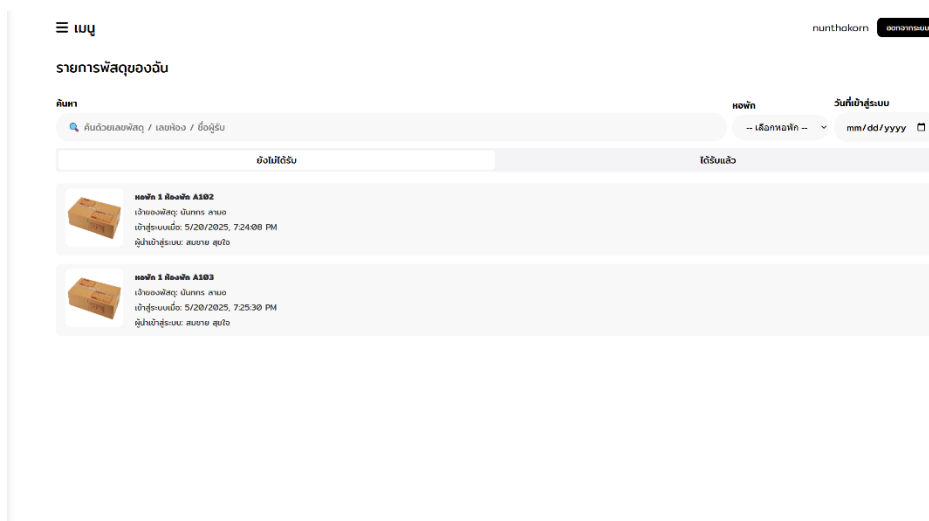 ☰ เมนู
nunthakorn ออกจากระบบ
รายการพัสดุของฉัน
ค้นหา หอพัก วันที่เข้าสู่ระบบ
ค้นด้วยเลขพัสดุ / เลขห้อง / ชื่อผู้รับ -- เลือกหอพัก -- mm/dd/yyyy
ยังไม่ได้รับ ได้รับแล้ว
หอพัก 1 ห้องพัก A102
เจ้าของพัสดุ: นันทกร ลามอ
เข้าสู่ระบบเมื่อ: 5/20/2025, 7:24:08 PM
ผู้นำเข้าสู่ระบบ: สมชาย สุขใจ
หอพัก 1 ห้องพัก A103
เจ้าของพัสดุ: นันทกร ลามอ
เข้าสู่ระบบเมื่อ: 5/20/2025, 7:25:30 PM
ผู้นำเข้าสู่ระบบ: สมชาย สุขใจ